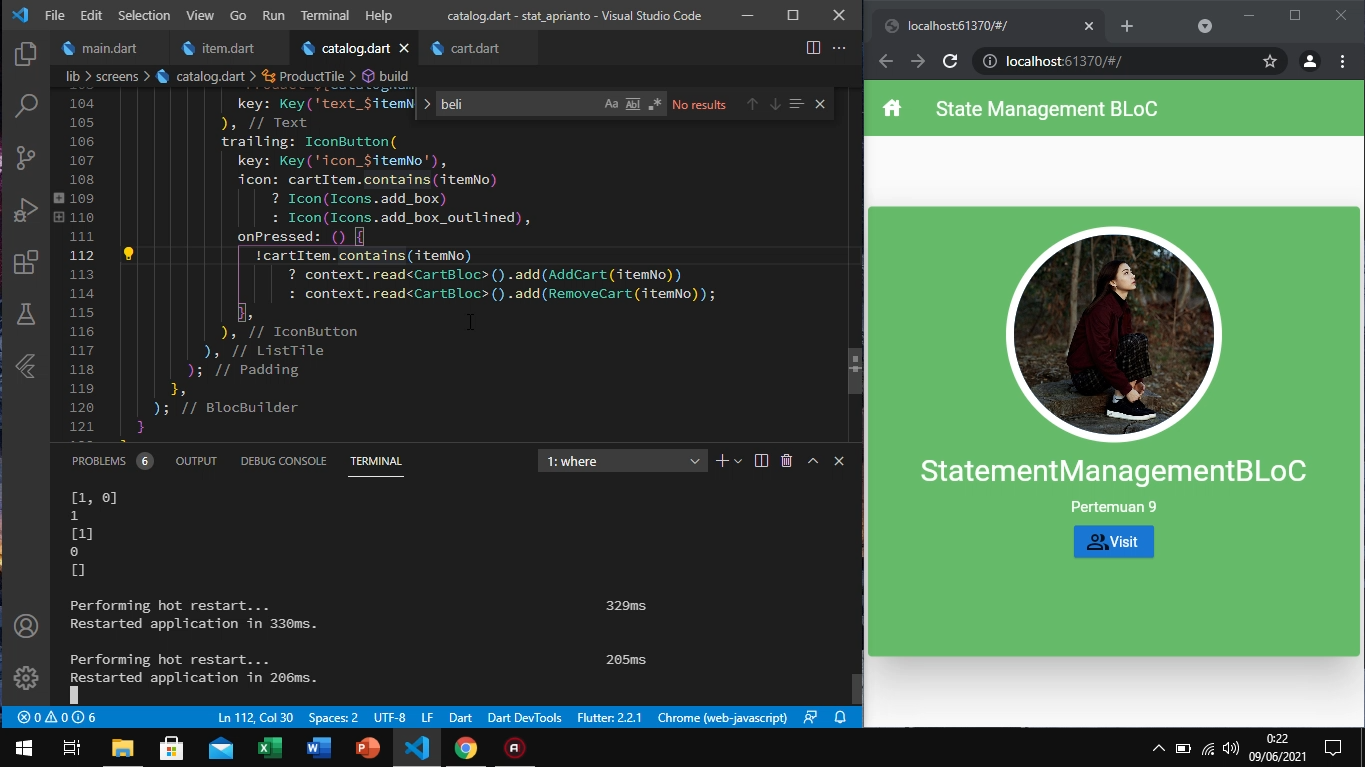 File Edit Selection View Go Run Terminal Help
catalog.dart - stat_aprianto - Visual Studio Code
main.dart
item.dart
catalog.dart
cart.dart
lib > screens > catalog.dart > ProductTile > build
beli
Aa Abl .*
No results
104 key: Key('text_$itemN
105 ), // Text
106 trailing: IconButton(
107 key: Key('icon_$itemNo'),
108 icon: cartItem.contains(itemNo)
109 ? Icon(Icons.add_box)
110 : Icon(Icons.add_box_outlined),
111 onPressed: () {
112 !cartItem.contains(itemNo)
113 ? context.read<CartBloc>().add(AddCart(itemNo))
114 : context.read<CartBloc>().add(RemoveCart(itemNo));
115 },
116 ), // IconButton
117 ), // ListTile
118 ); // Padding
119 },
120 ); // BlocBuilder
121 }
PROBLEMS 6 OUTPUT DEBUG CONSOLE TERMINAL
1: where
[1, 0]
1
[1]
0
[]
Performing hot restart... 329ms
Restarted application in 330ms.
Performing hot restart... 205ms
Restarted application in 206ms.
0 0 6
Ln 112, Col 30 Spaces: 2 UTF-8 LF Dart Dart DevTools Flutter: 2.2.1 Chrome (web-javascript)
localhost:61370/#/
localhost:61370/#/
State Management BLoC
StatementManagementBLoC
Pertemuan 9
Visit
0:22
09/06/2021